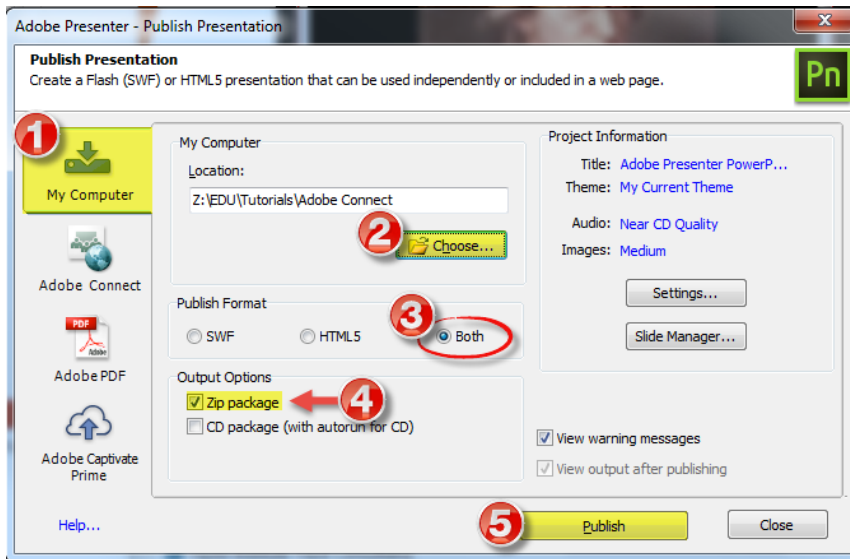 Adobe Presenter - Publish Presentation
Publish Presentation
Create a Flash (SWF) or HTML5 presentation that can be used independently or included in a web page.
Pn
1
My Computer
Adobe Connect
PDF
Adobe
Adobe PDF
Adobe Captivate
Prime
Help...
My Computer
Location:
Z:\EDU\Tutorials\Adobe Connect
2
Choose...
Publish Format
3
SWF
HTML5
Both
Output Options
Zip package
4
CD package (with autorun for CD)
Project Information
Title: Adobe Presenter PowerP...
Theme: My Current Theme
Audio: Near CD Quality
Images: Medium
Settings...
Slide Manager...
View warning messages
View output after publishing
5
Publish
Close